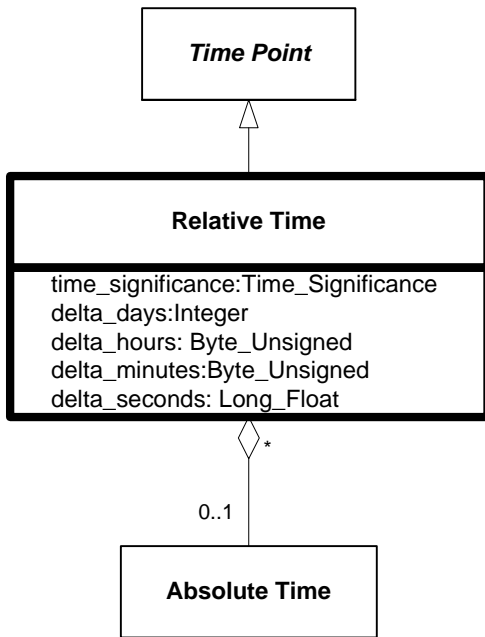 Time Point
Relative Time
time_significance:Time_Significance
delta_days:Integer
delta_hours: Byte_Unsigned
delta_minutes:Byte_Unsigned
delta_seconds: Long_Float
*
0..1
Absolute Time